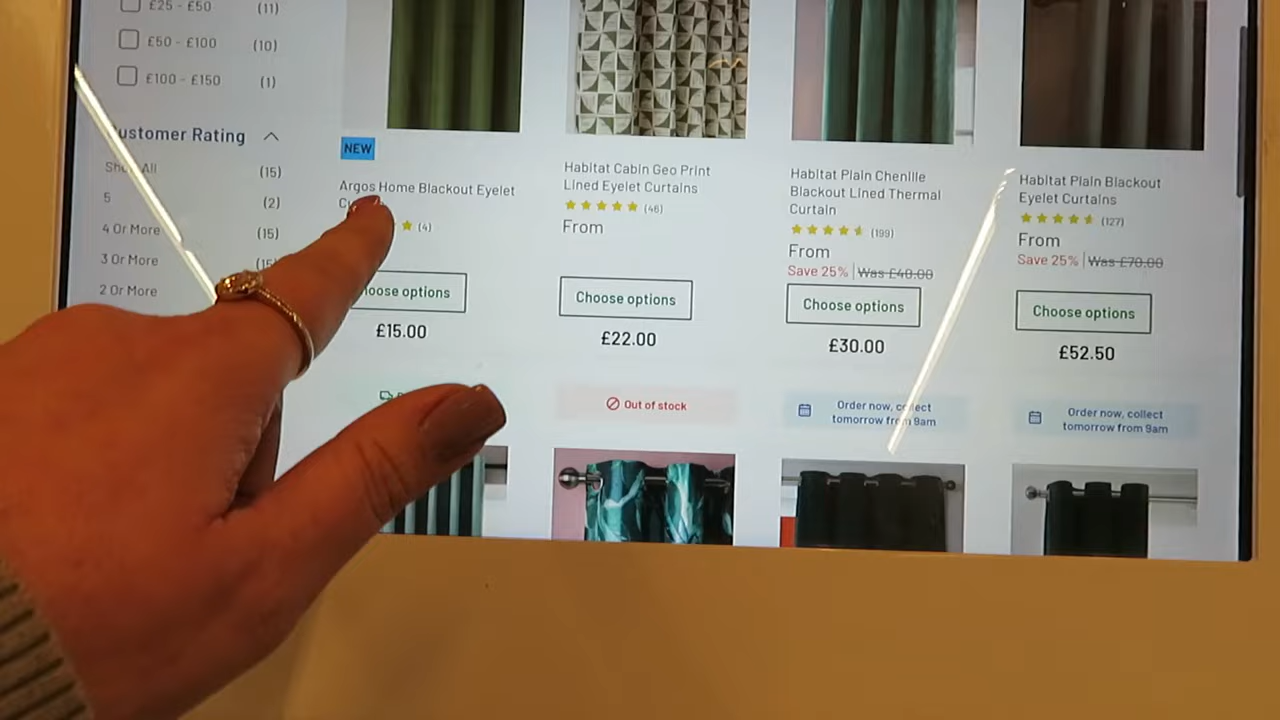 £25 - £50 (11)
£50 - £100 (10)
£100 - £150 (1)
ustomer Rating
All (15)
5 (2)
4 Or More (15)
3 Or More (15
2 Or More
NEW
Argos Home Blackout Eyelet
(4)
hoose options
£15.00
Habitat Cabin Geo Print
Lined Eyelet Curtains
(46)
From
Choose options
£22.00
Out of stock
Habitat Plain Chenille
Blackout Lined Thermal
Curtain
(199)
From
Save 25% Was £40.00
Choose options
£30.00
Order now, collect
tomorrow from 9am
Habitat Plain Blackout
Eyelet Curtains
(127)
From
Save 25% Was £70.00
Choose options
£52.50
Order now, collect
tomorrow from 9am